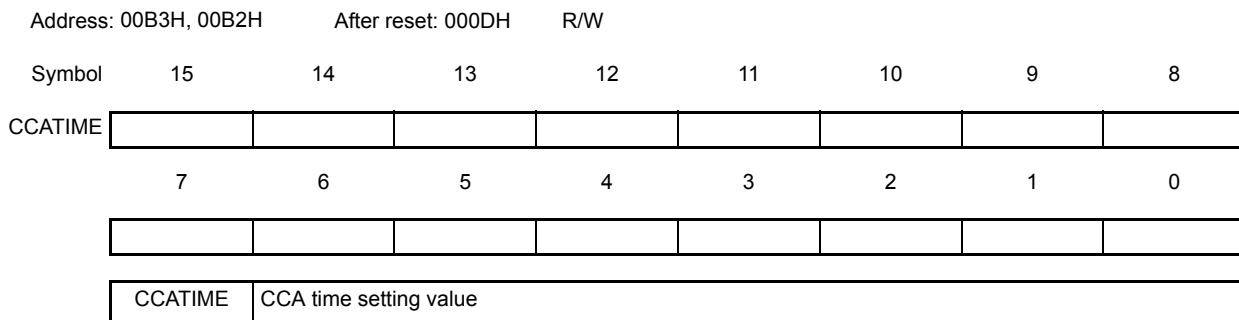 Address: 00B3H, 00B2H After reset: 000DH R/W
Symbol 15 14 13 12 11 10 9 8
CCATIME
7 6 5 4 3 2 1 0
CCATIME CCA time setting value